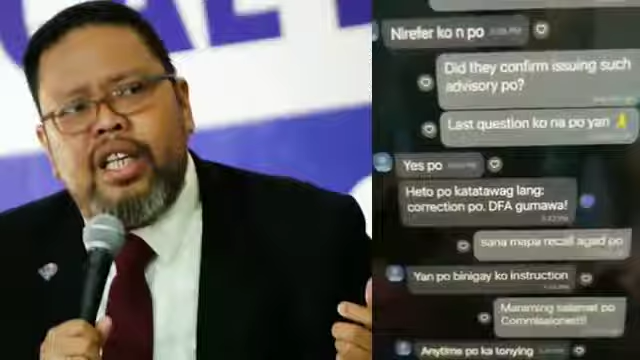 Nirefer ko n po
Did they confirm issuing such
advisory po?
Last question ko na po yan 🙏
Yes po
Heto po katatawag lang:
correction po. DFA gumawa!
sana mapa recall agad po
Yan po binigay ko instruction
Maraming salamat po
Commissioner!!!
Anytime po ka tonying